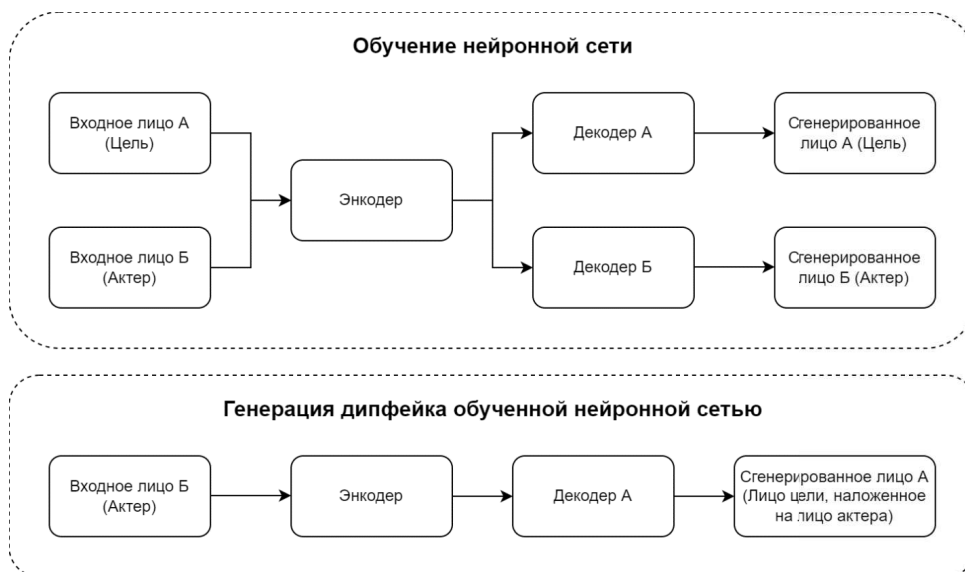 Обучение нейронной сети
Входное лицо А
(Цель)
Декодер А
Сгенерированное
лицо А (Цель)
Энкодер
Входное лицо Б
(Актер)
Декодер Б
Сгенерированное
лицо Б (Актер)
Генерация дипфейка обученной нейронной сетью
Входное лицо Б
(Актер)
Энкодер
Декодер А
Сгенерированное лицо А
(Лицо цели, наложенное
на лицо актера)